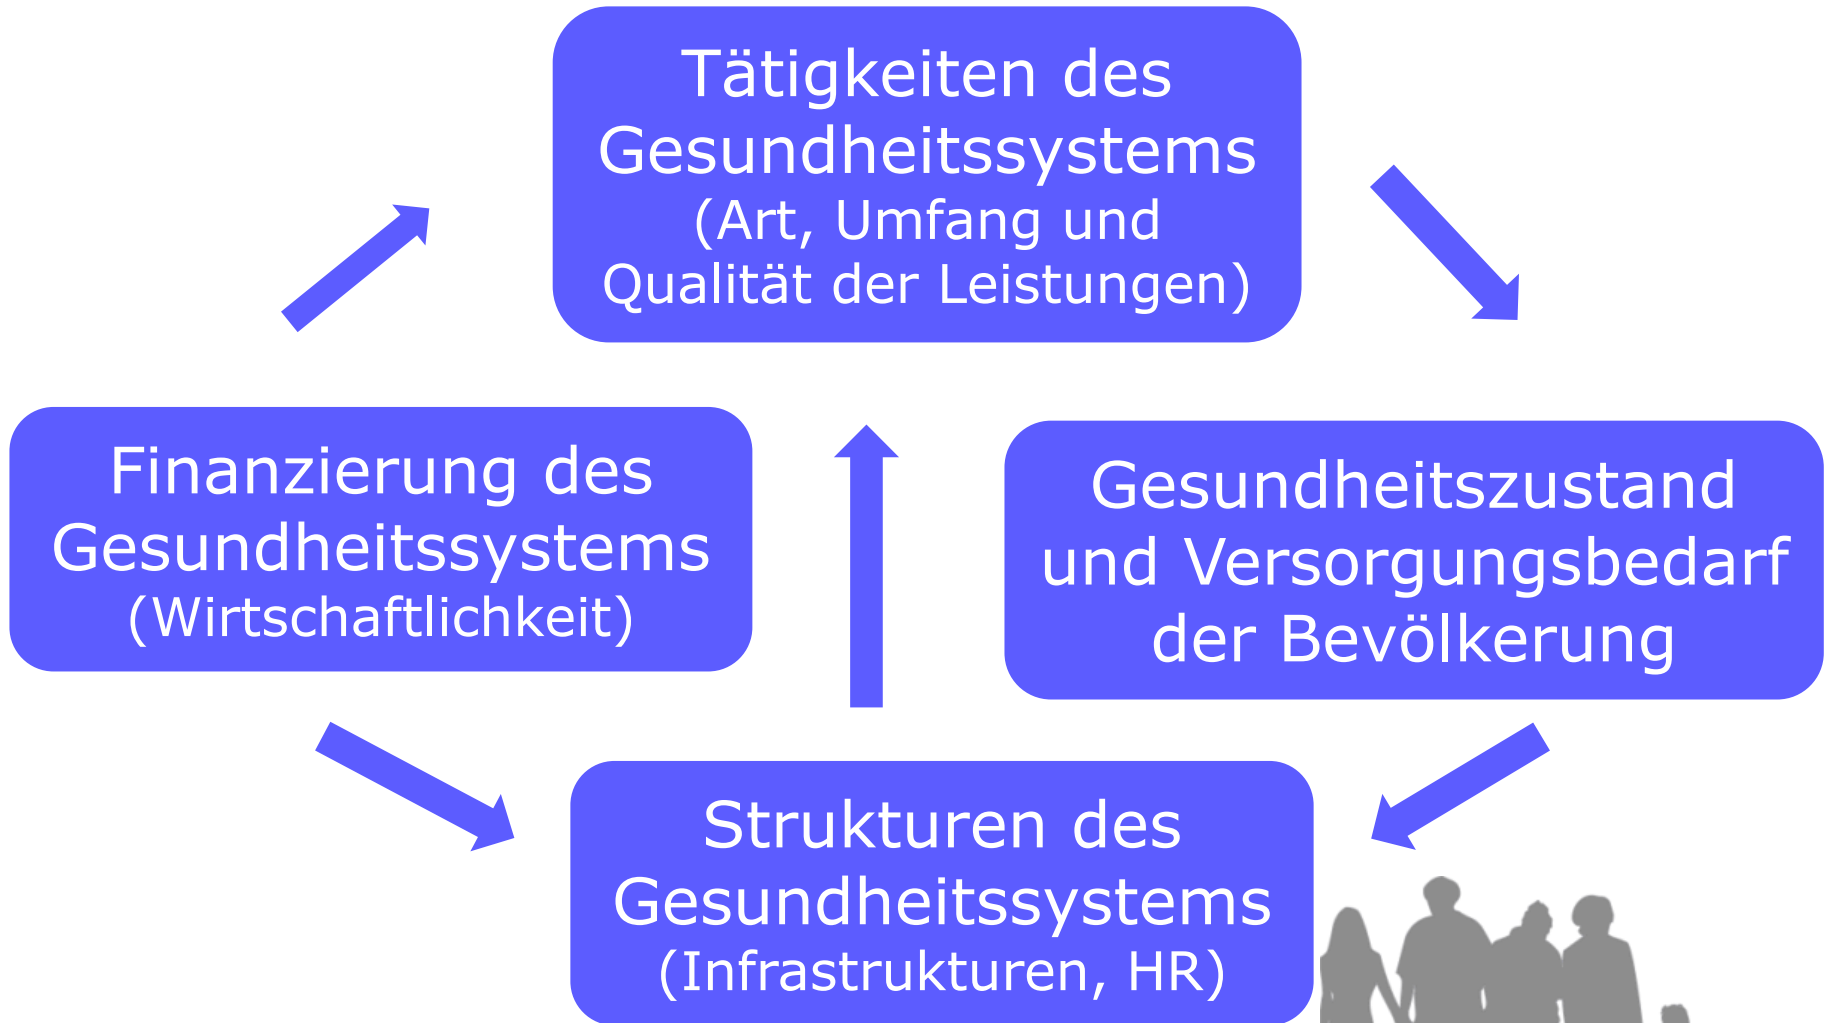 Tätigkeiten des
Gesundheitssystems
(Art, Umfang und
Qualität der Leistungen)
Finanzierung des
Gesundheitssystems
(Wirtschaftlichkeit)
Gesundheitszustand
und Versorgungsbedarf
der Bevölkerung
Strukturen des
Gesundheitssystems
(Infrastrukturen, HR)